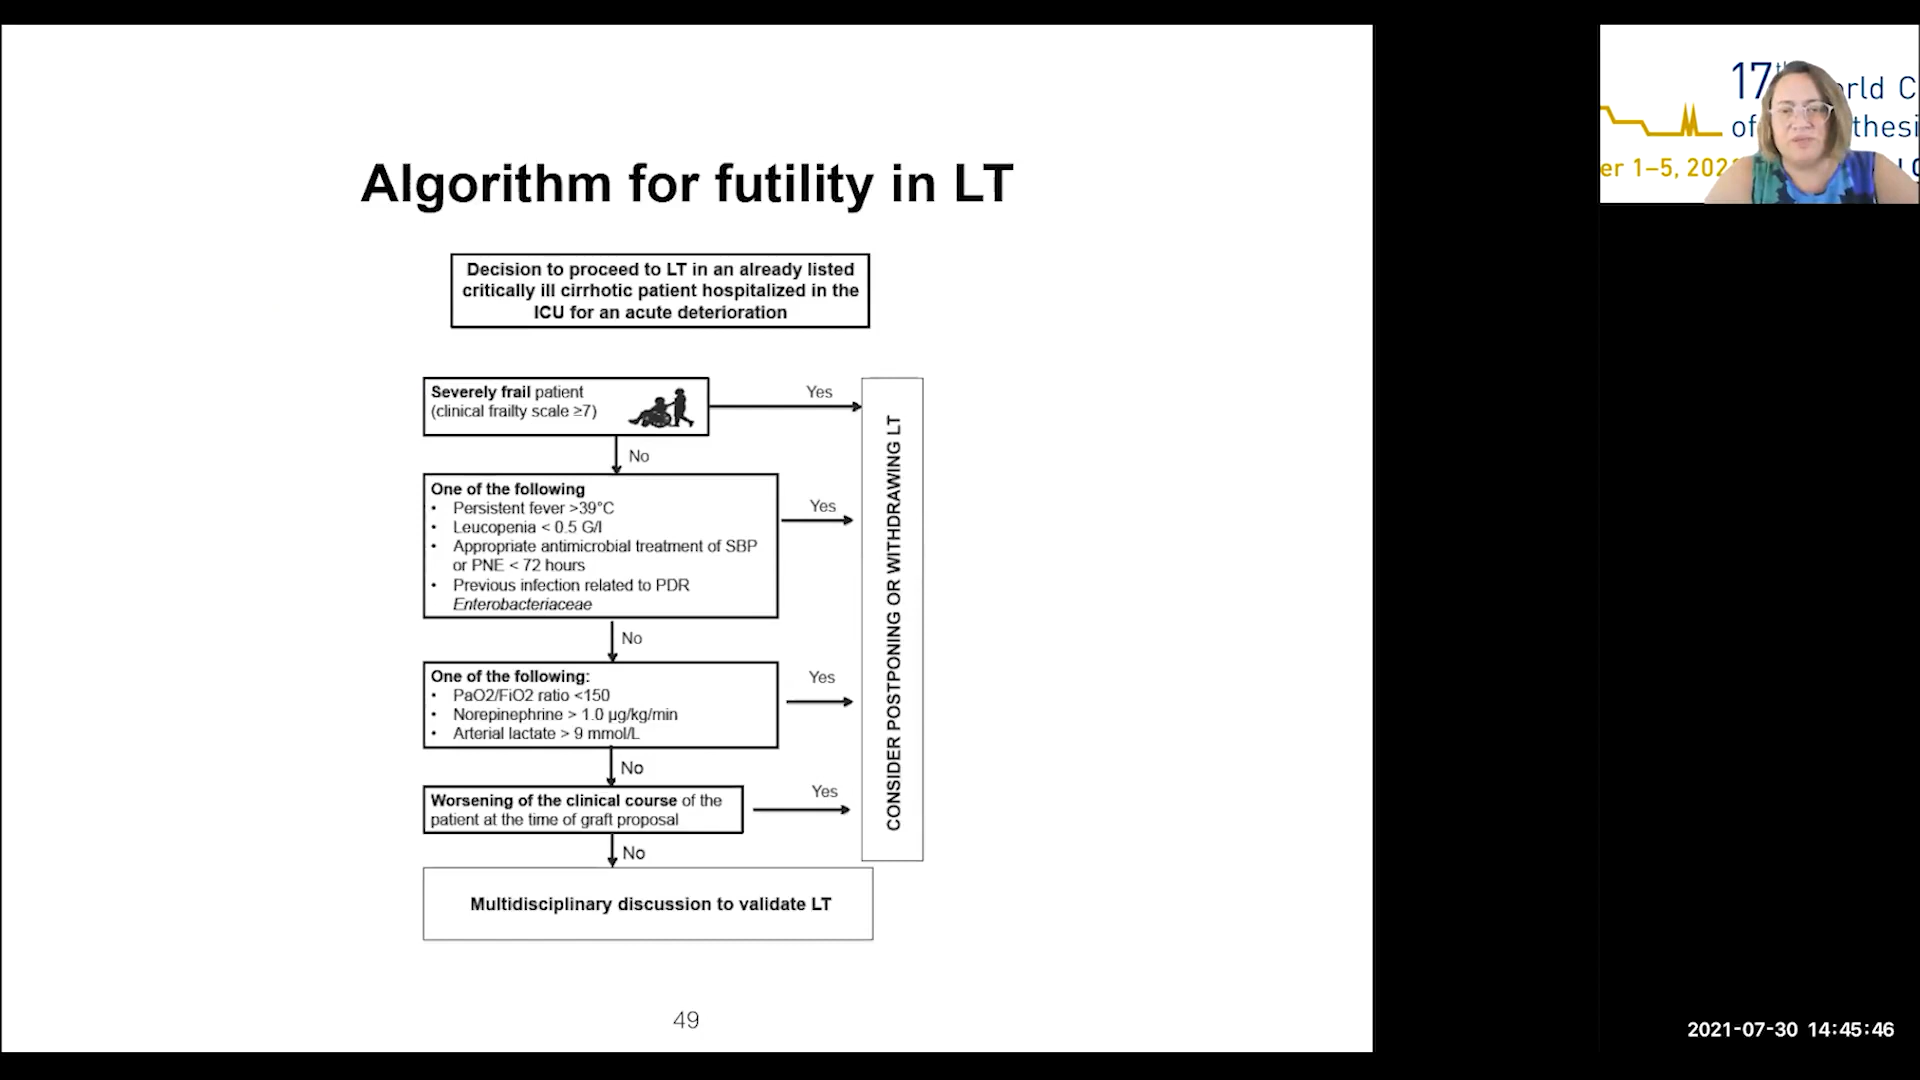 Algorithm for futility in LT
Decision to proceed to LT in an already listed
critically ill cirrhotic patient hospitalized in the
ICU for an acute deterioration
Severely frail patient
(clinical frailty scale ≥7)
Yes
No
One of the following
• Persistent fever >39°C
• Leucopenia < 0.5 G/l
• Appropriate antimicrobial treatment of SBP
or PNE < 72 hours
• Previous infection related to PDR
Enterobacteriaceae
Yes
No
One of the following:
• PaO2/FiO2 ratio <150
• Norepinephrine > 1.0 µg/kg/min
• Arterial lactate > 9 mmol/L
Yes
No
Worsening of the clinical course of the
patient at the time of graft proposal
Yes
No
CONSIDER POSTPONING OR WITHDRAWING LT
Multidisciplinary discussion to validate LT
49
17th
of
1–5, 202
2021-07-30 14:45:46